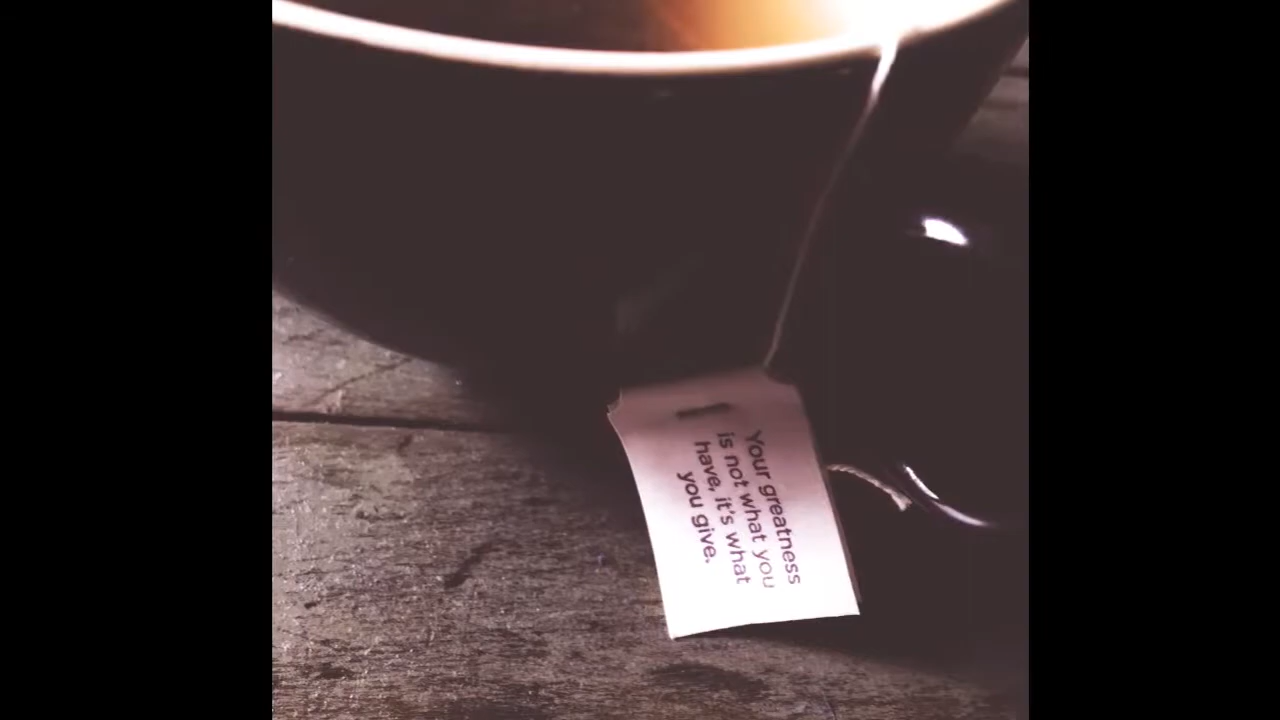 Your greatness
is not what you
have, it's what
you give.